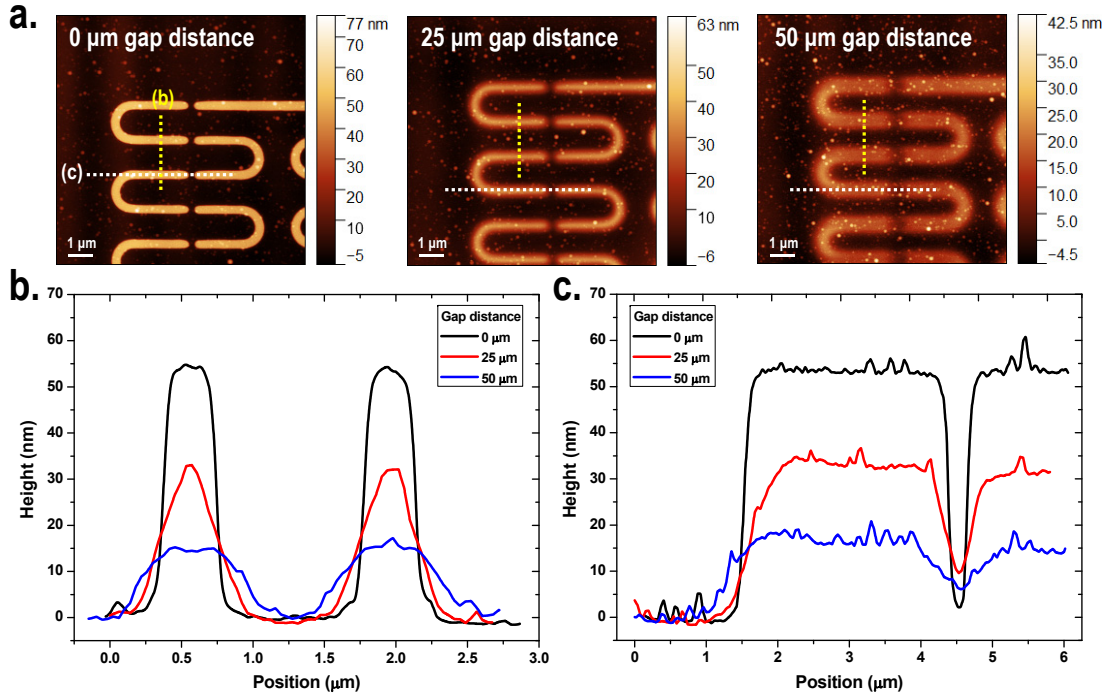 a.
0 μm gap distance
(b)
(c)
1 μm
77 nm
70
60
50
40
30
20
10
−5
25 μm gap distance
1 μm
63 nm
50
40
30
20
10
−6
50 μm gap distance
1 μm
42.5 nm
35.0
30.0
25.0
20.0
15.0
10.0
5.0
−4.5
b.
Height (nm)
70
60
50
40
30
20
10
0
Gap distance
0 μm
25 μm
50 μm
0.0 0.5 1.0 1.5 2.0 2.5 3.0
Position (μm)
c.
Height (nm)
70
60
50
40
30
20
10
0
Gap distance
0 μm
25 μm
50 μm
0 1 2 3 4 5 6
Position (μm)